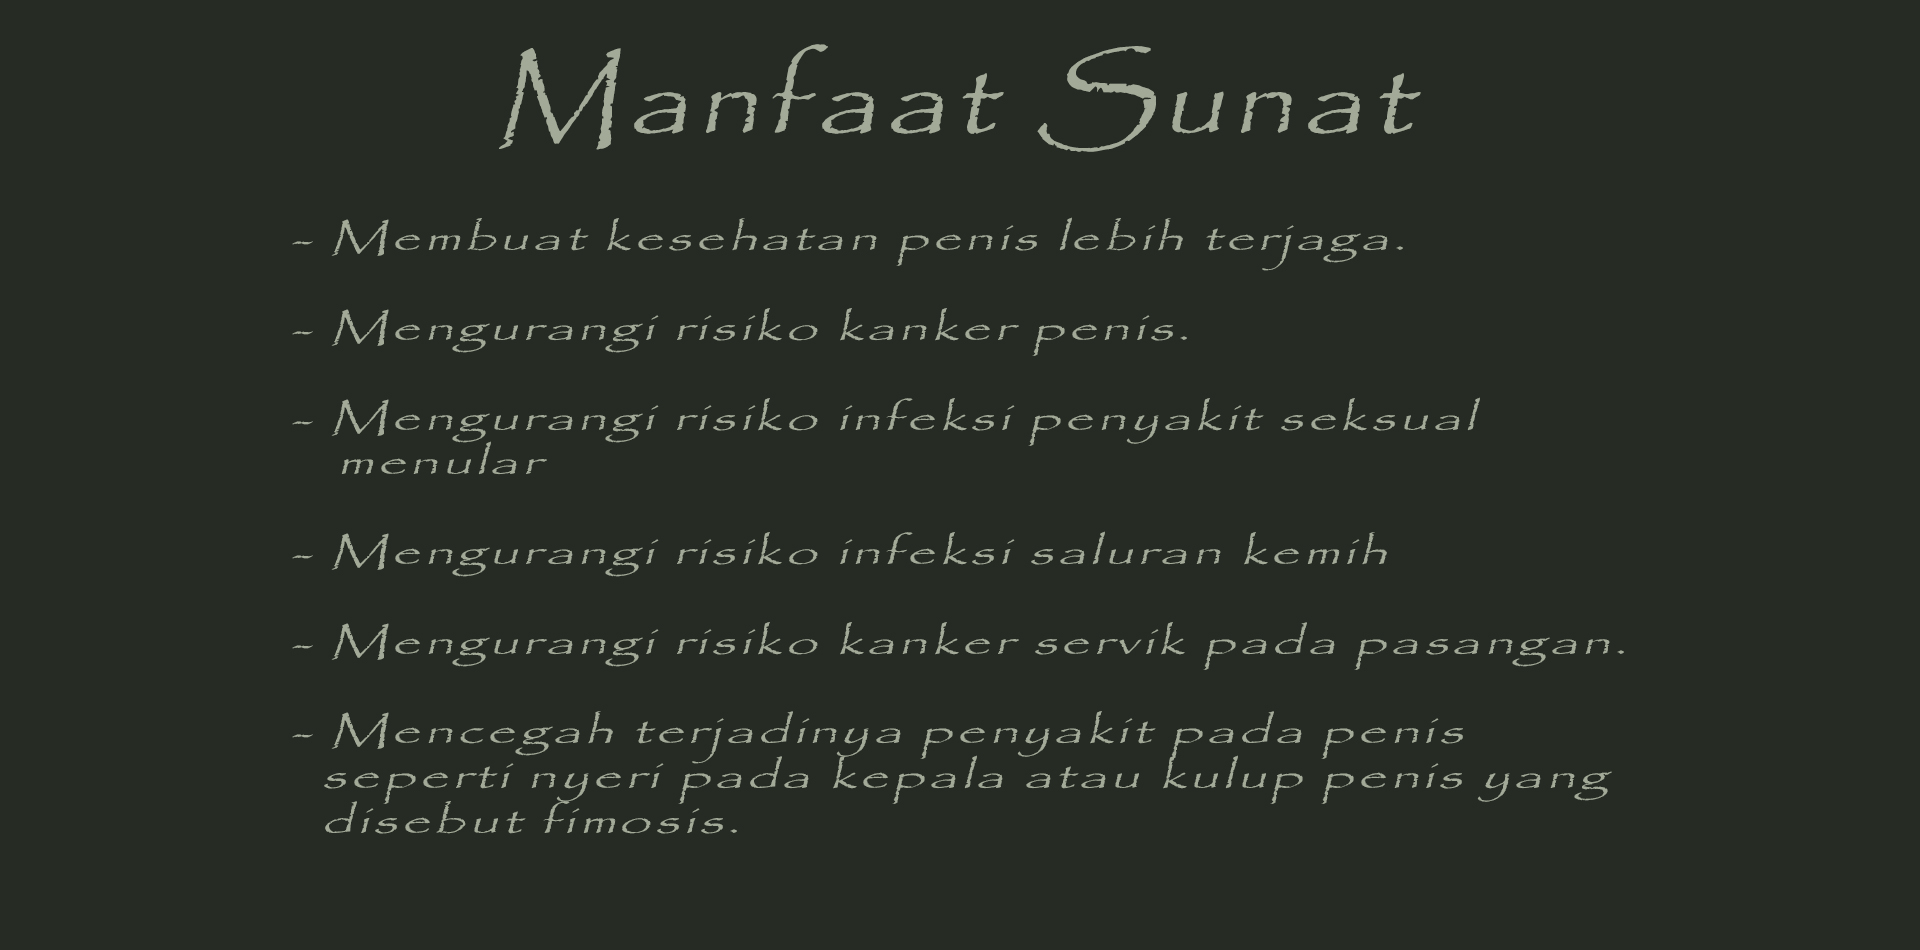 Manfaat Sunat
- Membuat kesehatan penis lebih terjaga.
- Mengurangi risiko kanker penis.
- Mengurangi risiko infeksi penyakit seksual
menular
- Mengurangi risiko infeksi saluran kemih
- Mengurangi risiko kanker servik pada pasangan.
- Mencegah terjadinya penyakit pada penis
seperti nyeri pada kepala atau kulup penis yang
disebut fimosis.